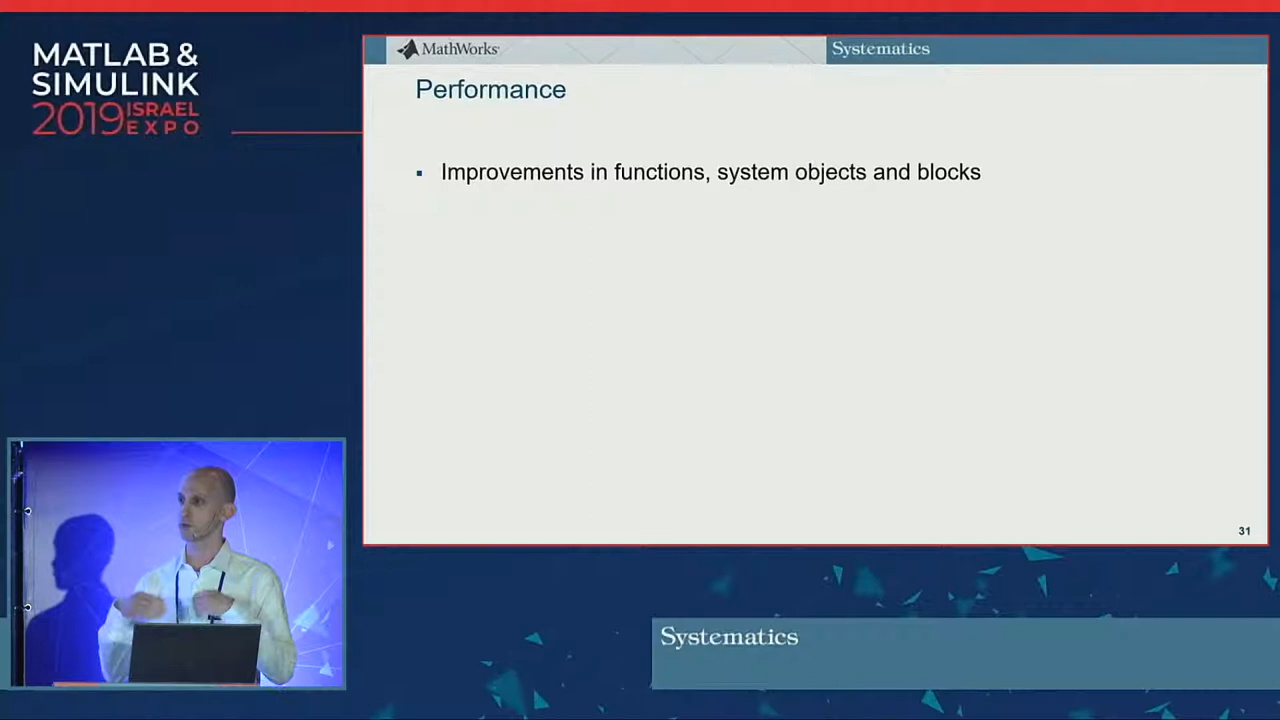 MATLAB &
SIMULINK
2019 ISRAEL
EXPO
MathWorks
Systematics
Performance
▪ Improvements in functions, system objects and blocks
31
Systematics